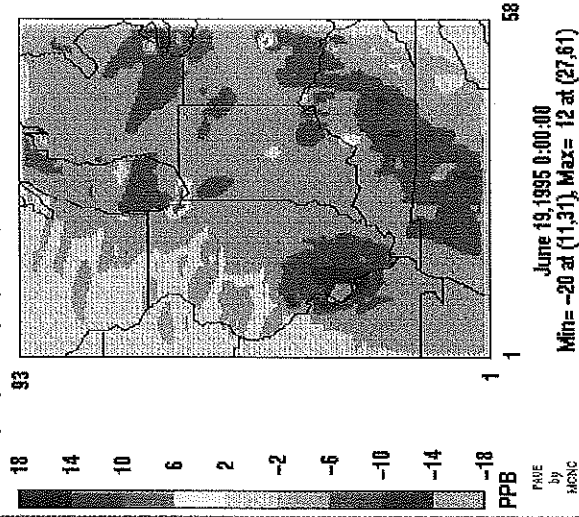 18
14
10
6
2
-2
-6
-10
-14
-18
PPB
PAVE
by
MCNC
93
1
1
58
June 19,1995 0:00:00
Min= -20 at (11,31), Max= 12 at (27,61)